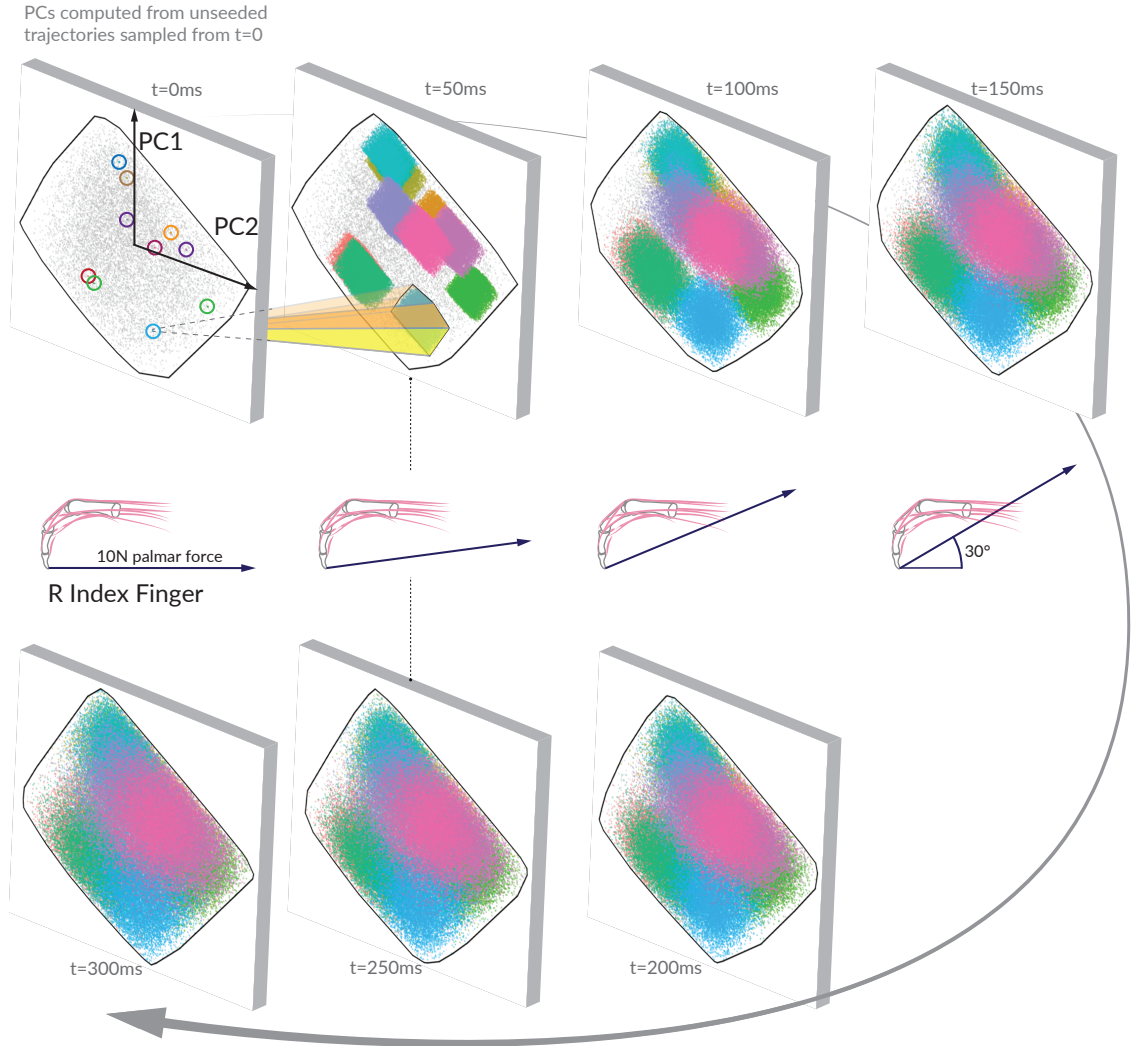 PCs computed from unseeded
trajectories sampled from t=0
t=0ms
t=50ms
t=100ms
t=150ms
PC1
PC2
10N palmar force
30°
R Index Finger
t=300ms
t=250ms
t=200ms